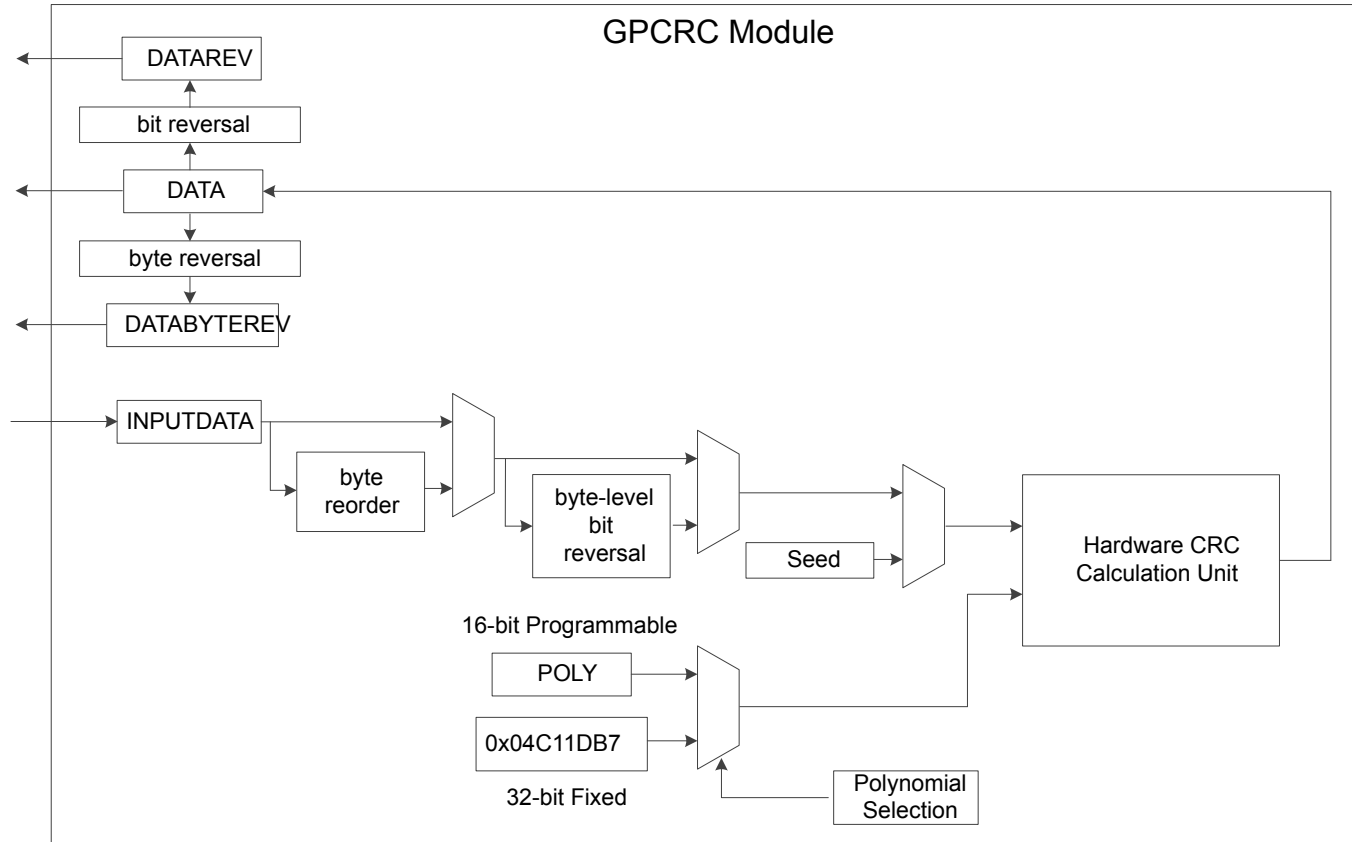 GPCRC Module
DATAREV
bit reversal
DATA
byte reversal
DATABYTEREV
INPUTDATA
byte
reorder
byte-level
bit
reversal
Seed
Hardware CRC
Calculation Unit
16-bit Programmable
POLY
0x04C11DB7
32-bit Fixed
Polynomial
Selection